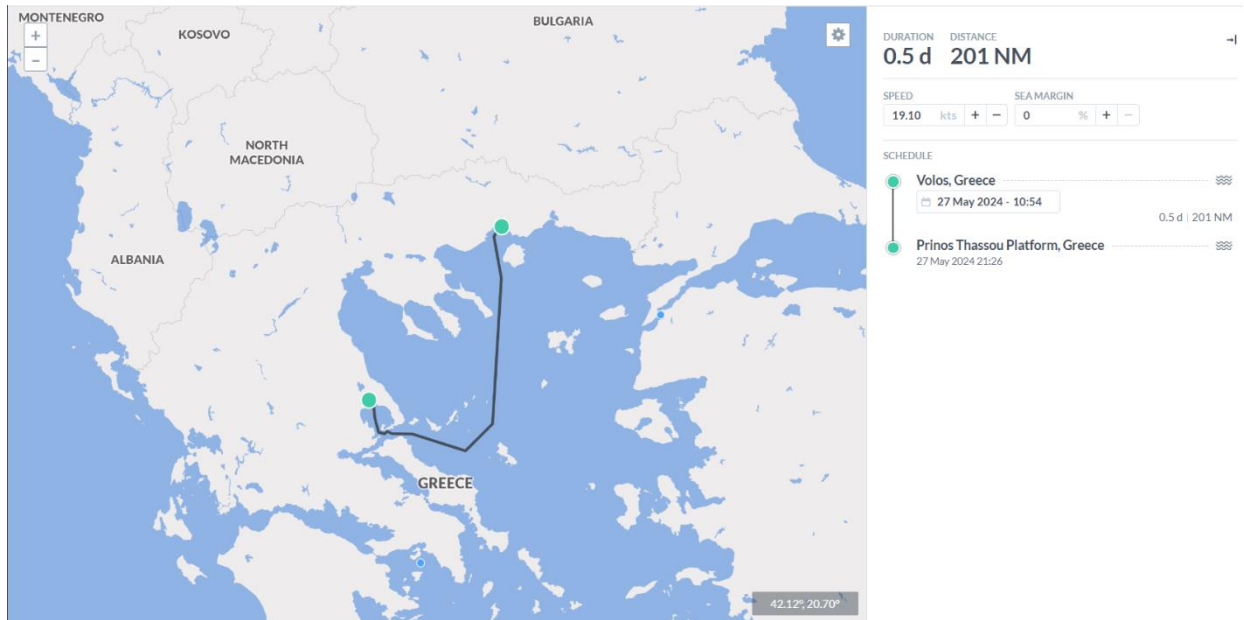 MONTENEGRO
KOSOVO
BULGARIA
+
−
NORTH
MACEDONIA
ALBANIA
GREECE
42.12°, 20.70°
DURATION DISTANCE
0.5 d 201 NM
SPEED SEA MARGIN
19.10 kts + − 0 % + −
SCHEDULE
Volos, Greece
27 May 2024 - 10:54
0.5 d | 201 NM
Prinos Thassou Platform, Greece
27 May 2024 21:26